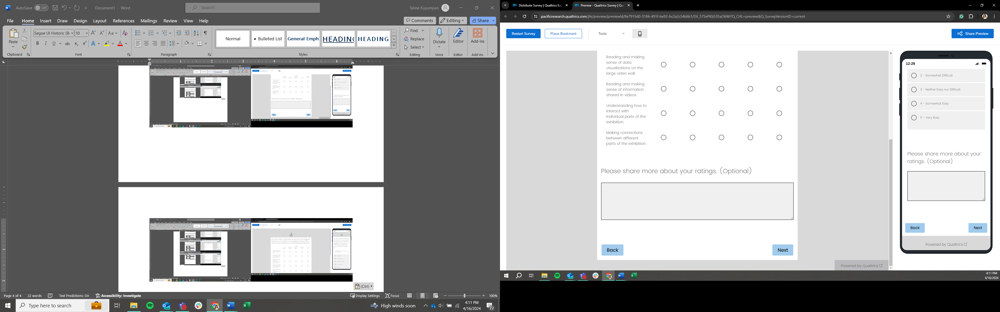 AutoSave Off Document1 - Word Search Taline Kuyumjian
File Home Insert Draw Design Layout References Mailings Review View Help Comments Editing Share
Paste
Clipboard
Segoe UI Historic (B 10
Font
Paragraph
Normal
• Bulleted List
General Emph
HEADING
HEADING
Styles
Find
Replace
Select
Editing
Dictate
Voice
Editor
Editor
Add-ins
Add-ins
1 2 3 4 5 6
(Ctrl)
Page 4 of 4 22 words Text Predictions: On Accessibility: Investigate Display Settings Focus 100%
Type here to search
High winds soon
4:11 PM
4/16/2024
22
Distribute Survey | Qualtrics Exp
Preview - Qualtrics Survey | Qua
pacificresearch.qualtrics.com/jfe/preview/previewId/8e7915d0-3184-491f-be92-bc2a2c54b6b1/SV_57SePKbS35aO6Wi?Q_CHL=preview&Q_SurveyVersionID=current
Restart Survey Place Bookmark Tools Share Preview
Reading and making
sense of data
visualizations on the
large video wall.
Reading and making
sense of information
shared in videos.
Understanding how to
interact with
individual parts of the
exhibition.
Making connections
between different
parts of the exhibition.
Please share more about your ratings. (Optional)
Back Next
Powered by Qualtrics
12:29
2 - Somewhat Difficult
3 - Neither Easy nor Difficult
4 - Somewhat Easy
5 - Very Easy
Please share more about your
ratings. (Optional)
Back Next
Powered by Qualtrics
4:11 PM
4/16/2024